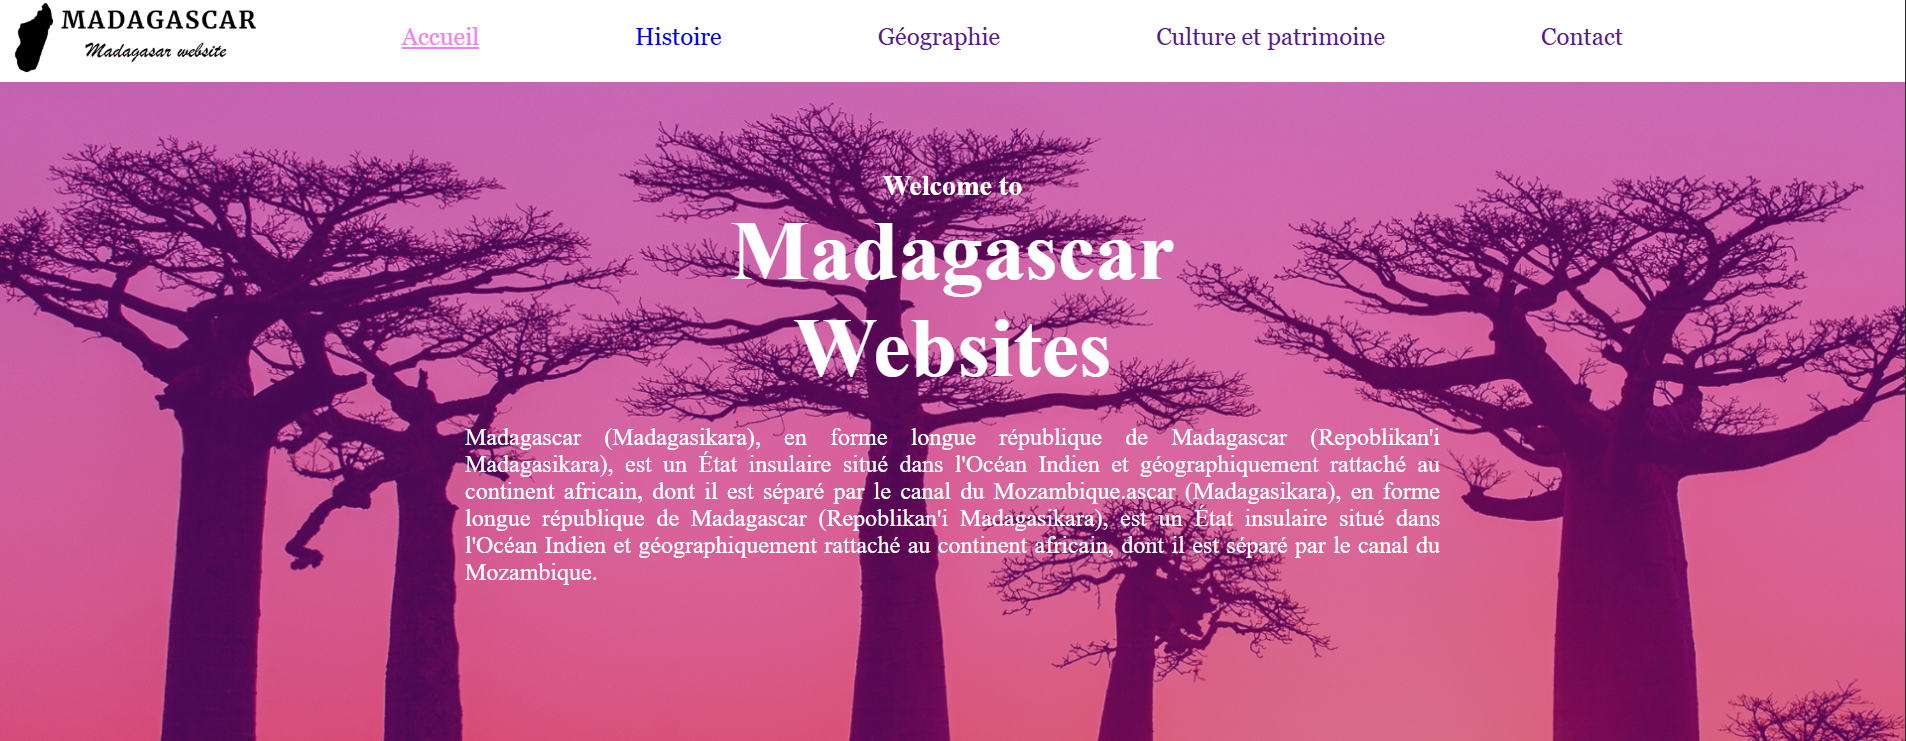 MADAGASCAR
Madagasar website
Accueil
Histoire
Géographie
Culture et patrimoine
Contact
Welcome to
Madagascar
Websites
Madagascar (Madagasikara), en forme longue république de Madagascar (Repoblikan'i
Madagasikara), est un État insulaire situé dans l'Océan Indien et géographiquement rattaché au
continent africain, dont il est séparé par le canal du Mozambique.ascar (Madagasikara), en forme
longue république de Madagascar (Repoblikan'i Madagasikara), est un État insulaire situé dans
l'Océan Indien et géographiquement rattaché au continent africain, dont il est séparé par le canal du
Mozambique.